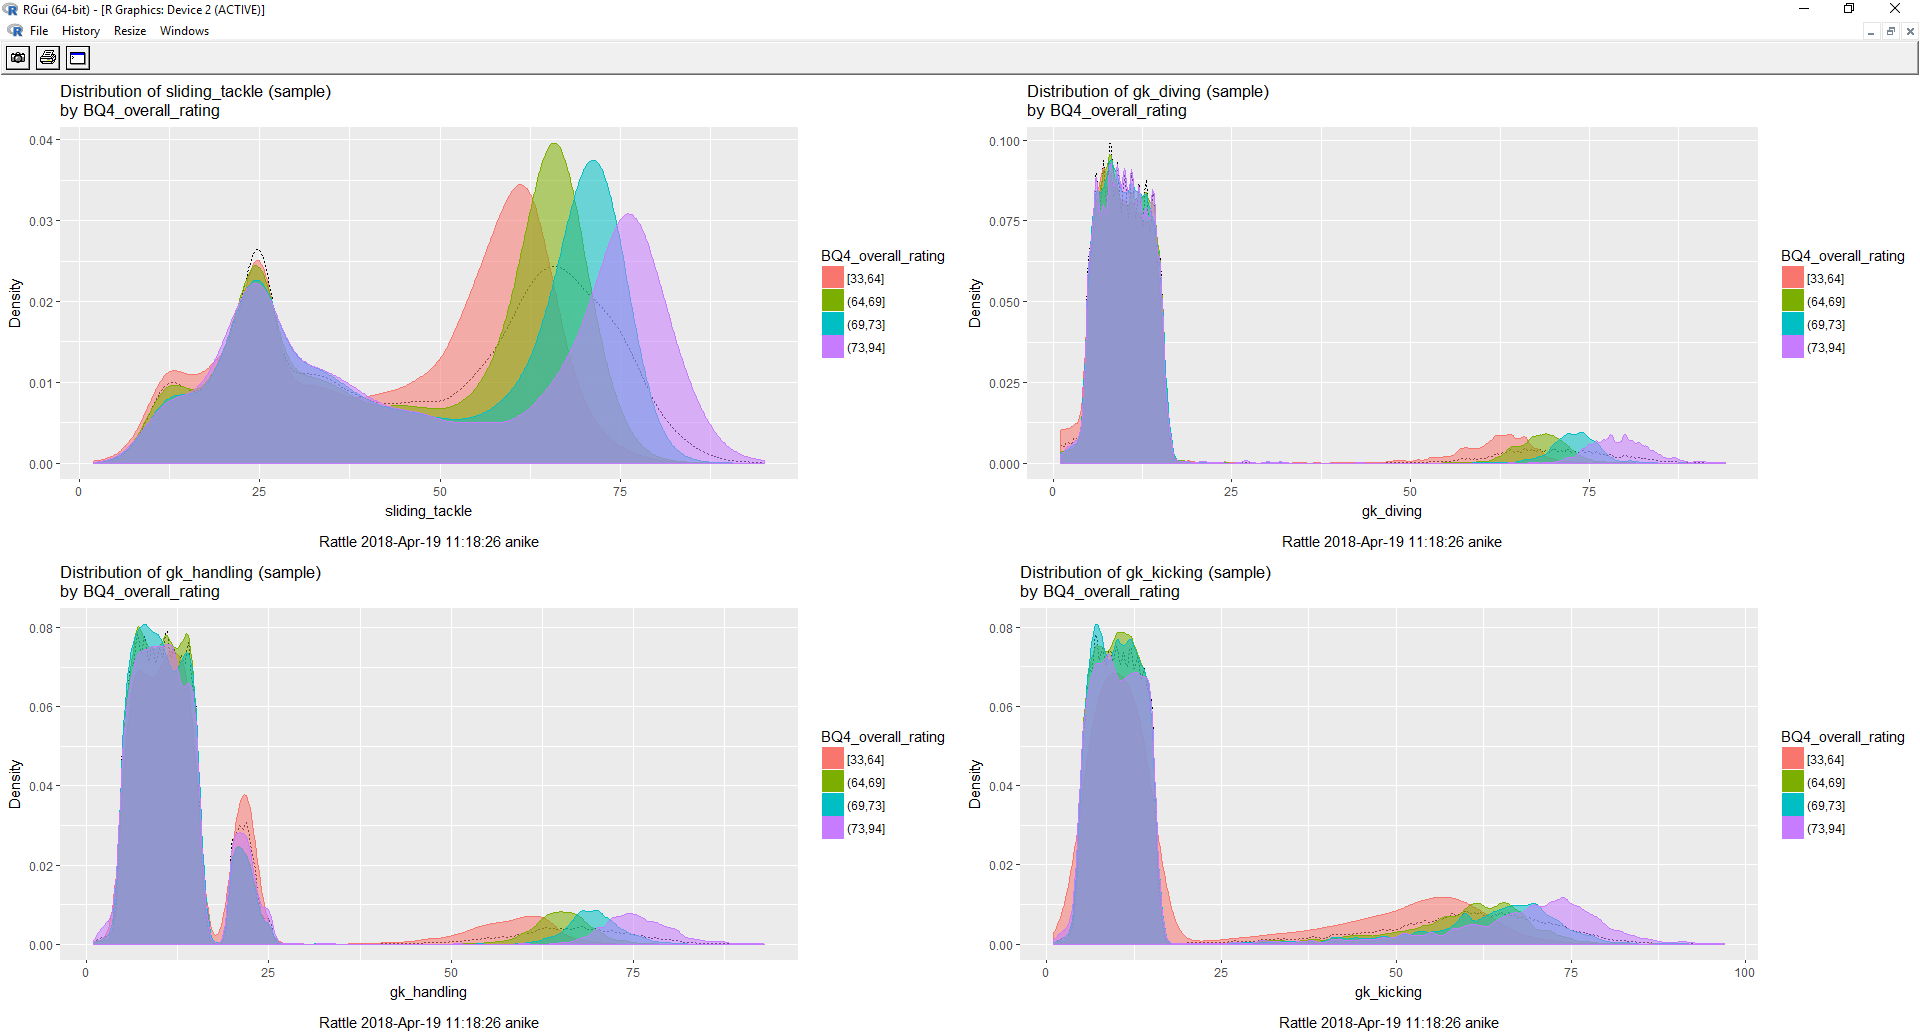 RGui (64-bit) - [R Graphics: Device 2 (ACTIVE)]
File History Resize Windows
Distribution of sliding_tackle (sample)
by BQ4_overall_rating
0.04
0.03
0.02
0.01
0.00
Density
0 25 50 75
sliding_tackle
Rattle 2018-Apr-19 11:18:26 anike
BQ4_overall_rating
[33,64]
(64,69]
(69,73]
(73,94]
Distribution of gk_diving (sample)
by BQ4_overall_rating
0.100
0.075
0.050
0.025
0.000
Density
0 25 50 75
gk_diving
Rattle 2018-Apr-19 11:18:26 anike
BQ4_overall_rating
[33,64]
(64,69]
(69,73]
(73,94]
Distribution of gk_handling (sample)
by BQ4_overall_rating
0.08
0.06
0.04
0.02
0.00
Density
0 25 50 75
gk_handling
Rattle 2018-Apr-19 11:18:26 anike
BQ4_overall_rating
[33,64]
(64,69]
(69,73]
(73,94]
Distribution of gk_kicking (sample)
by BQ4_overall_rating
0.08
0.06
0.04
0.02
0.00
Density
0 25 50 75 100
gk_kicking
Rattle 2018-Apr-19 11:18:26 anike
BQ4_overall_rating
[33,64]
(64,69]
(69,73]
(73,94]